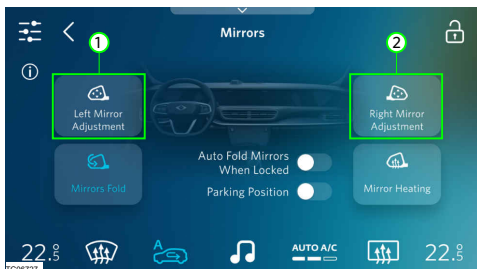 1
2
Mirrors
Left Mirror
Adjustment
Right Mirror
Adjustment
Mirrors Fold
Auto Fold Mirrors
When Locked
Parking Position
Mirror Heating
22.5°
A
AUTO A/C
22.5°